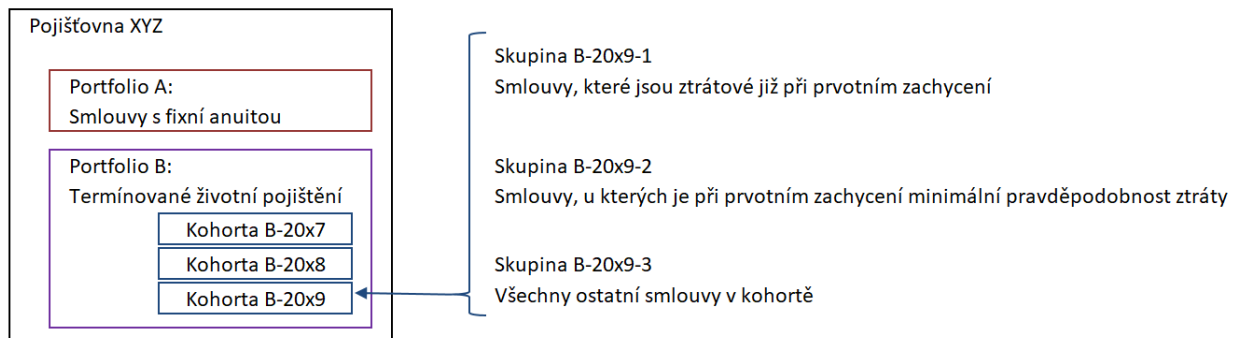 Pojišťovna XYZ
Portfolio A:
Smlouvy s fixní anuitou
Portfolio B:
Termínované životní pojištění
Kohorta B-20x7
Kohorta B-20x8
Kohorta B-20x9
Skupina B-20x9-1
Smlouvy, které jsou ztrátové již při prvotním zachycení
Skupina B-20x9-2
Smlouvy, u kterých je při prvotním zachycení minimální pravděpodobnost ztráty
Skupina B-20x9-3
Všechny ostatní smlouvy v kohortě